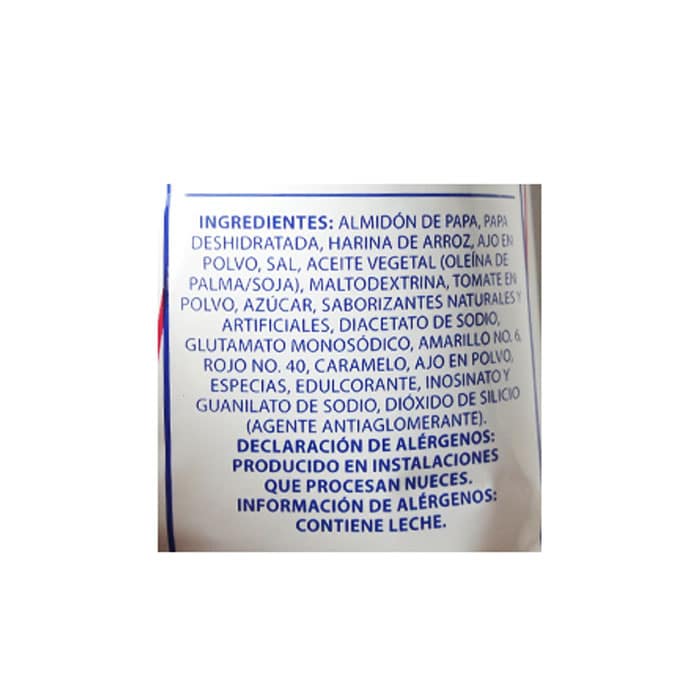 INGREDIENTES: ALMIDÓN DE PAPA, PAPA
DESHIDRATADA, HARINA DE ARROZ, AJO EN
POLVO, SAL, ACEITE VEGETAL (OLEÍNA DE
PALMA/SOJA), MALTODEXTRINA, TOMATE EN
POLVO, AZÚCAR, SABORIZANTES NATURALES Y
ARTIFICIALES, DIACETATO DE SODIO,
GLUTAMATO MONOSÓDICO, AMARILLO NO. 6,
ROJO NO. 40, CARAMELO, AJO EN POLVO,
ESPECIAS, EDULCORANTE, INOSINATO Y
GUANILATO DE SODIO, DIÓXIDO DE SILICIO
(AGENTE ANTIAGLOMERANTE).
DECLARACIÓN DE ALÉRGENOS:
PRODUCIDO EN INSTALACIONES
QUE PROCESAN NUECES.
INFORMACIÓN DE ALÉRGENOS:
CONTIENE LECHE.